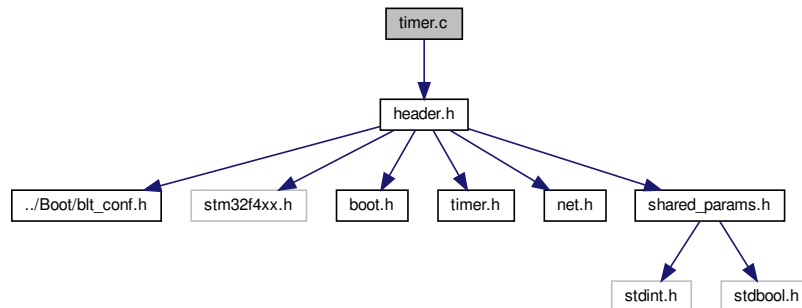 timer.c
header.h
../Boot/blt_conf.h
stm32f4xx.h
boot.h
timer.h
net.h
shared_params.h
stdint.h
stdbool.h